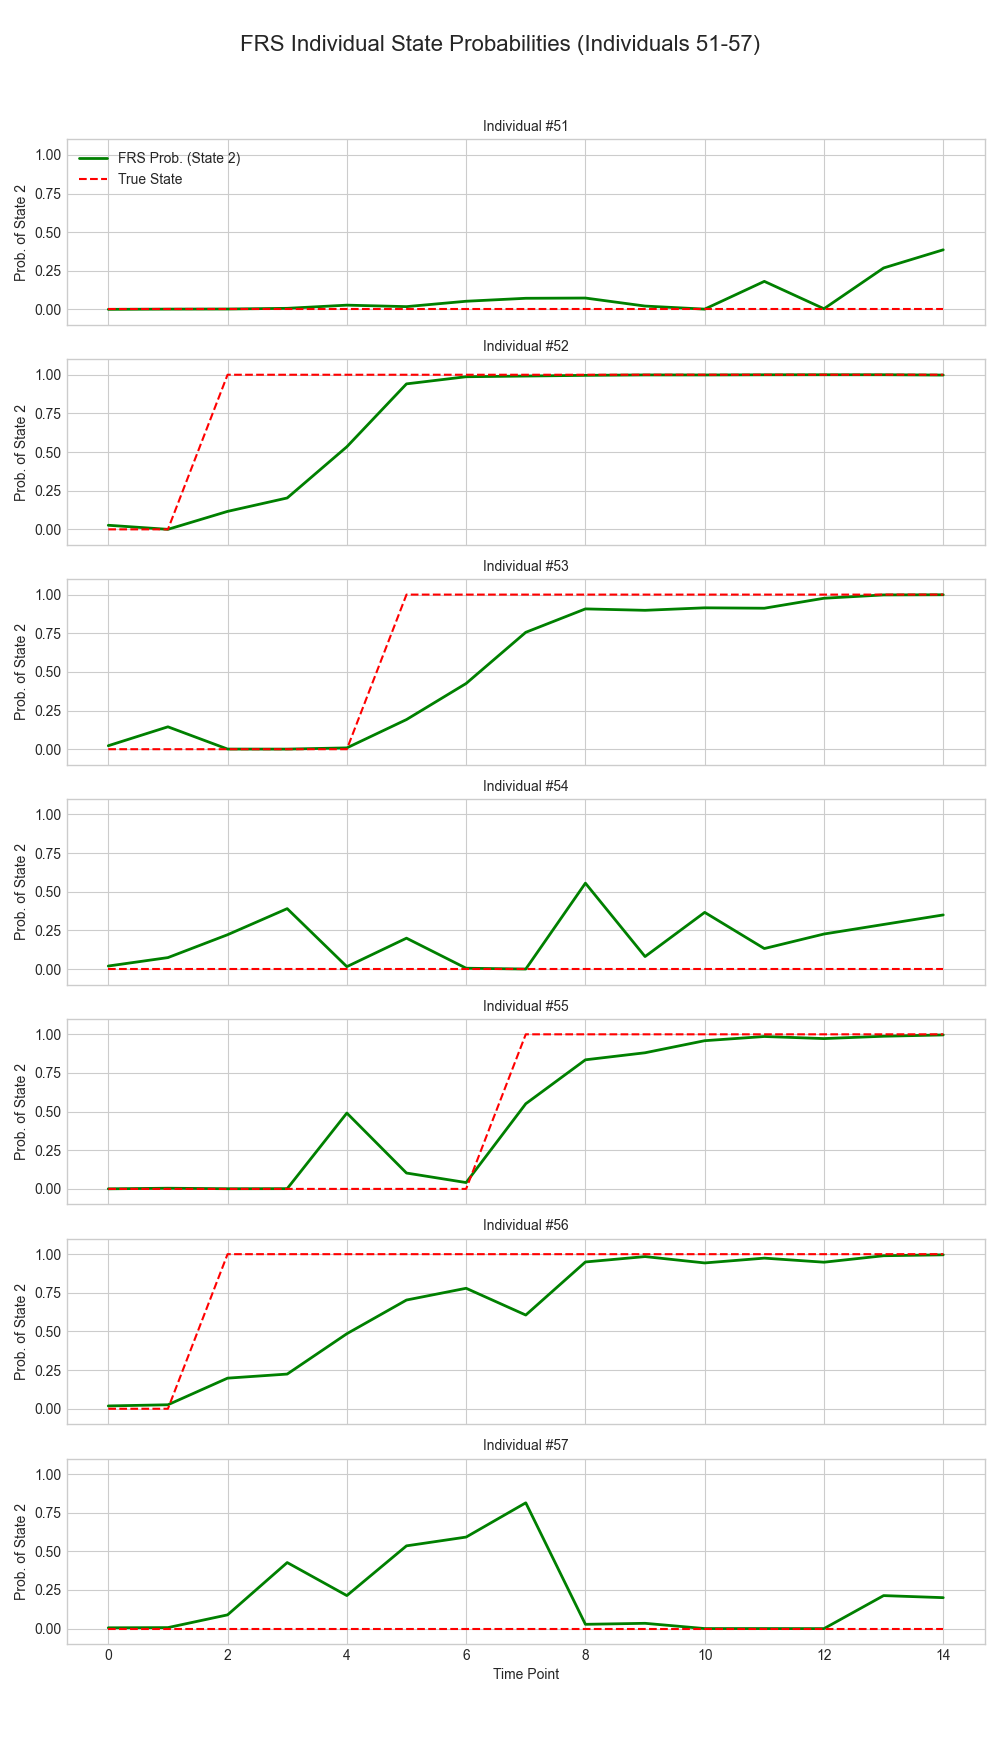 FRS Individual State Probabilities (Individuals 51-57)
Individual #51
Prob. of State 2
1.00
0.75
0.50
0.25
0.00
FRS Prob. (State 2)
True State
Individual #52
Prob. of State 2
1.00
0.75
0.50
0.25
0.00
Individual #53
Prob. of State 2
1.00
0.75
0.50
0.25
0.00
Individual #54
Prob. of State 2
1.00
0.75
0.50
0.25
0.00
Individual #55
Prob. of State 2
1.00
0.75
0.50
0.25
0.00
Individual #56
Prob. of State 2
1.00
0.75
0.50
0.25
0.00
Individual #57
Prob. of State 2
1.00
0.75
0.50
0.25
0.00
0 2 4 6 8 10 12 14
Time Point